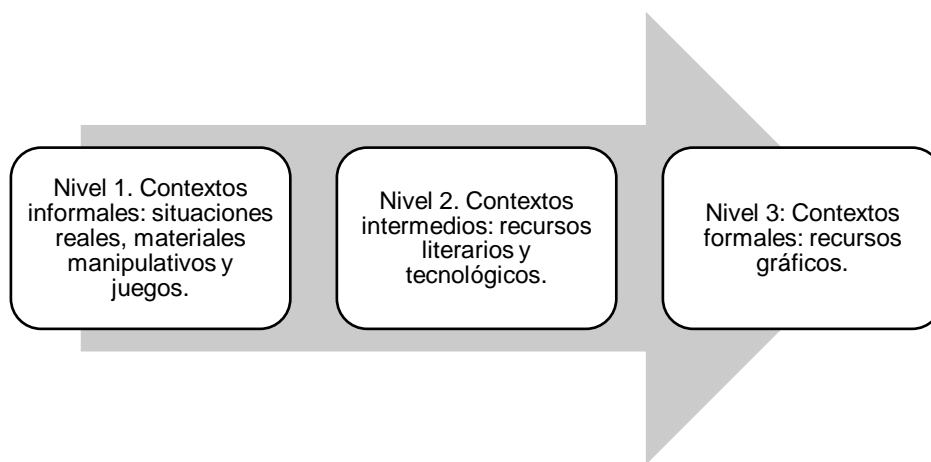 Nivel 1. Contextos
informales: situaciones
reales, materiales
manipulativos y
juegos.
Nivel 2. Contextos
intermedios: recursos
literarios y
tecnológicos.
Nivel 3: Contextos
formales: recursos
gráficos.